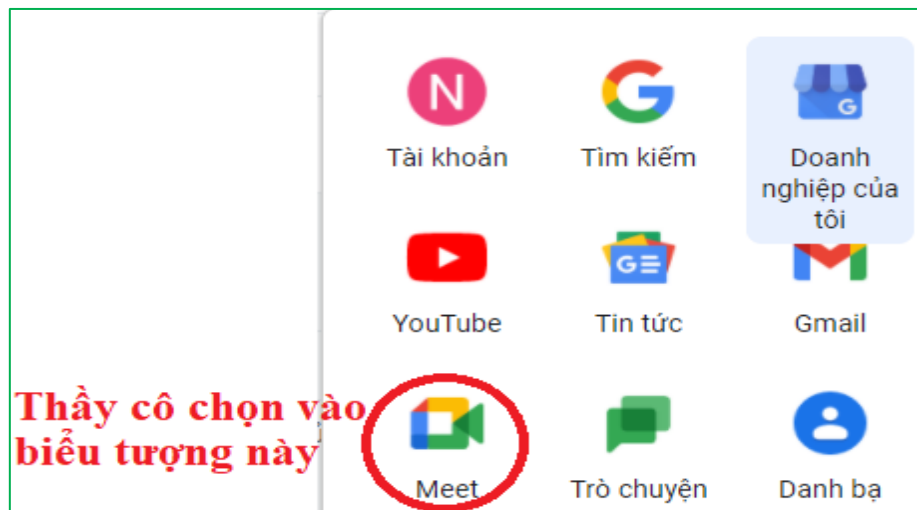 N
Tài khoản
Tìm kiếm
G
Doanh
nghiệp của
tôi
YouTube
G
Tin tức
Gmail
Thầy cô chọn vào
biểu tượng này
Meet
Trò chuyện
Danh bạ